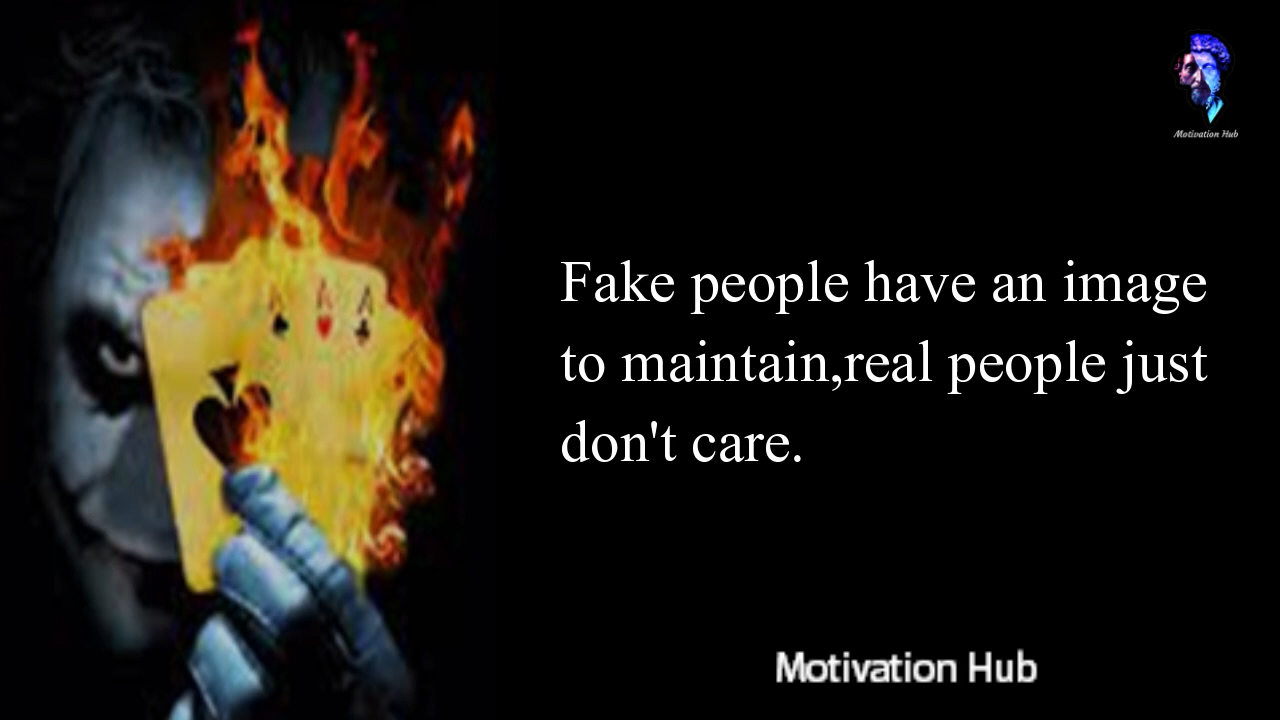 Motivation Hub
Fake people have an image
to maintain,real people just
don't care.
Motivation Hub